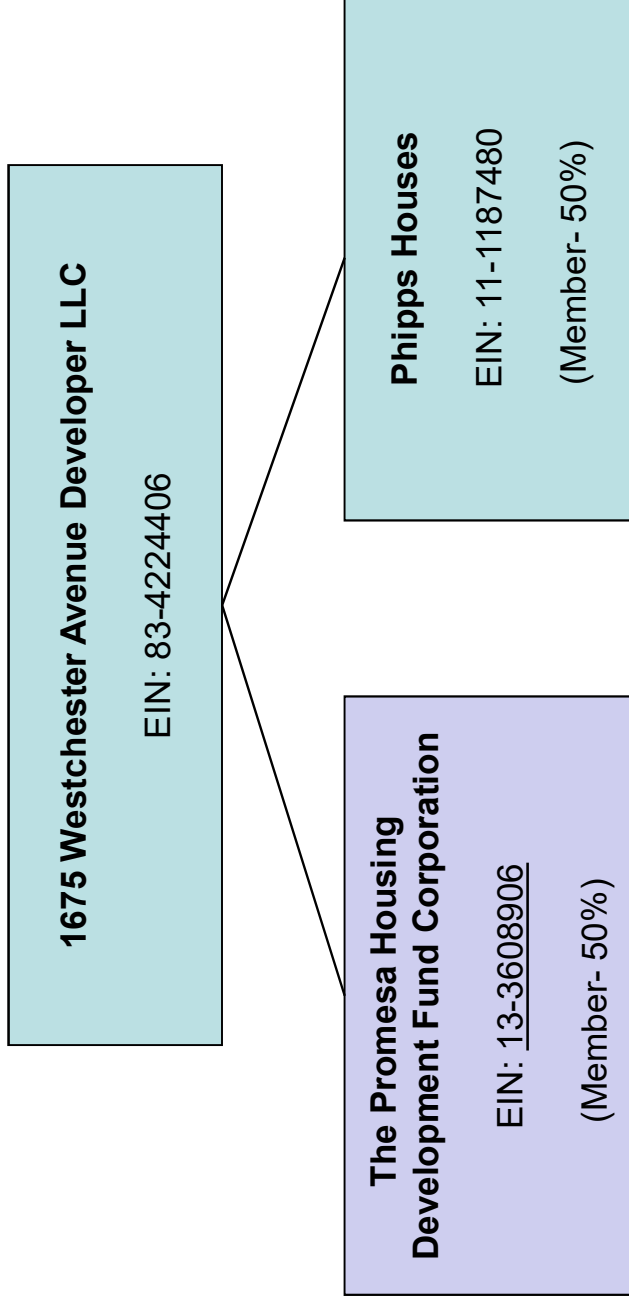 1675 Westchester Avenue Developer LLC
EIN: 83-4224406
The Promesa Housing
Development Fund Corporation
EIN: 13-3608906
(Member- 50%)
Phipps Houses
EIN: 11-1187480
(Member- 50%)